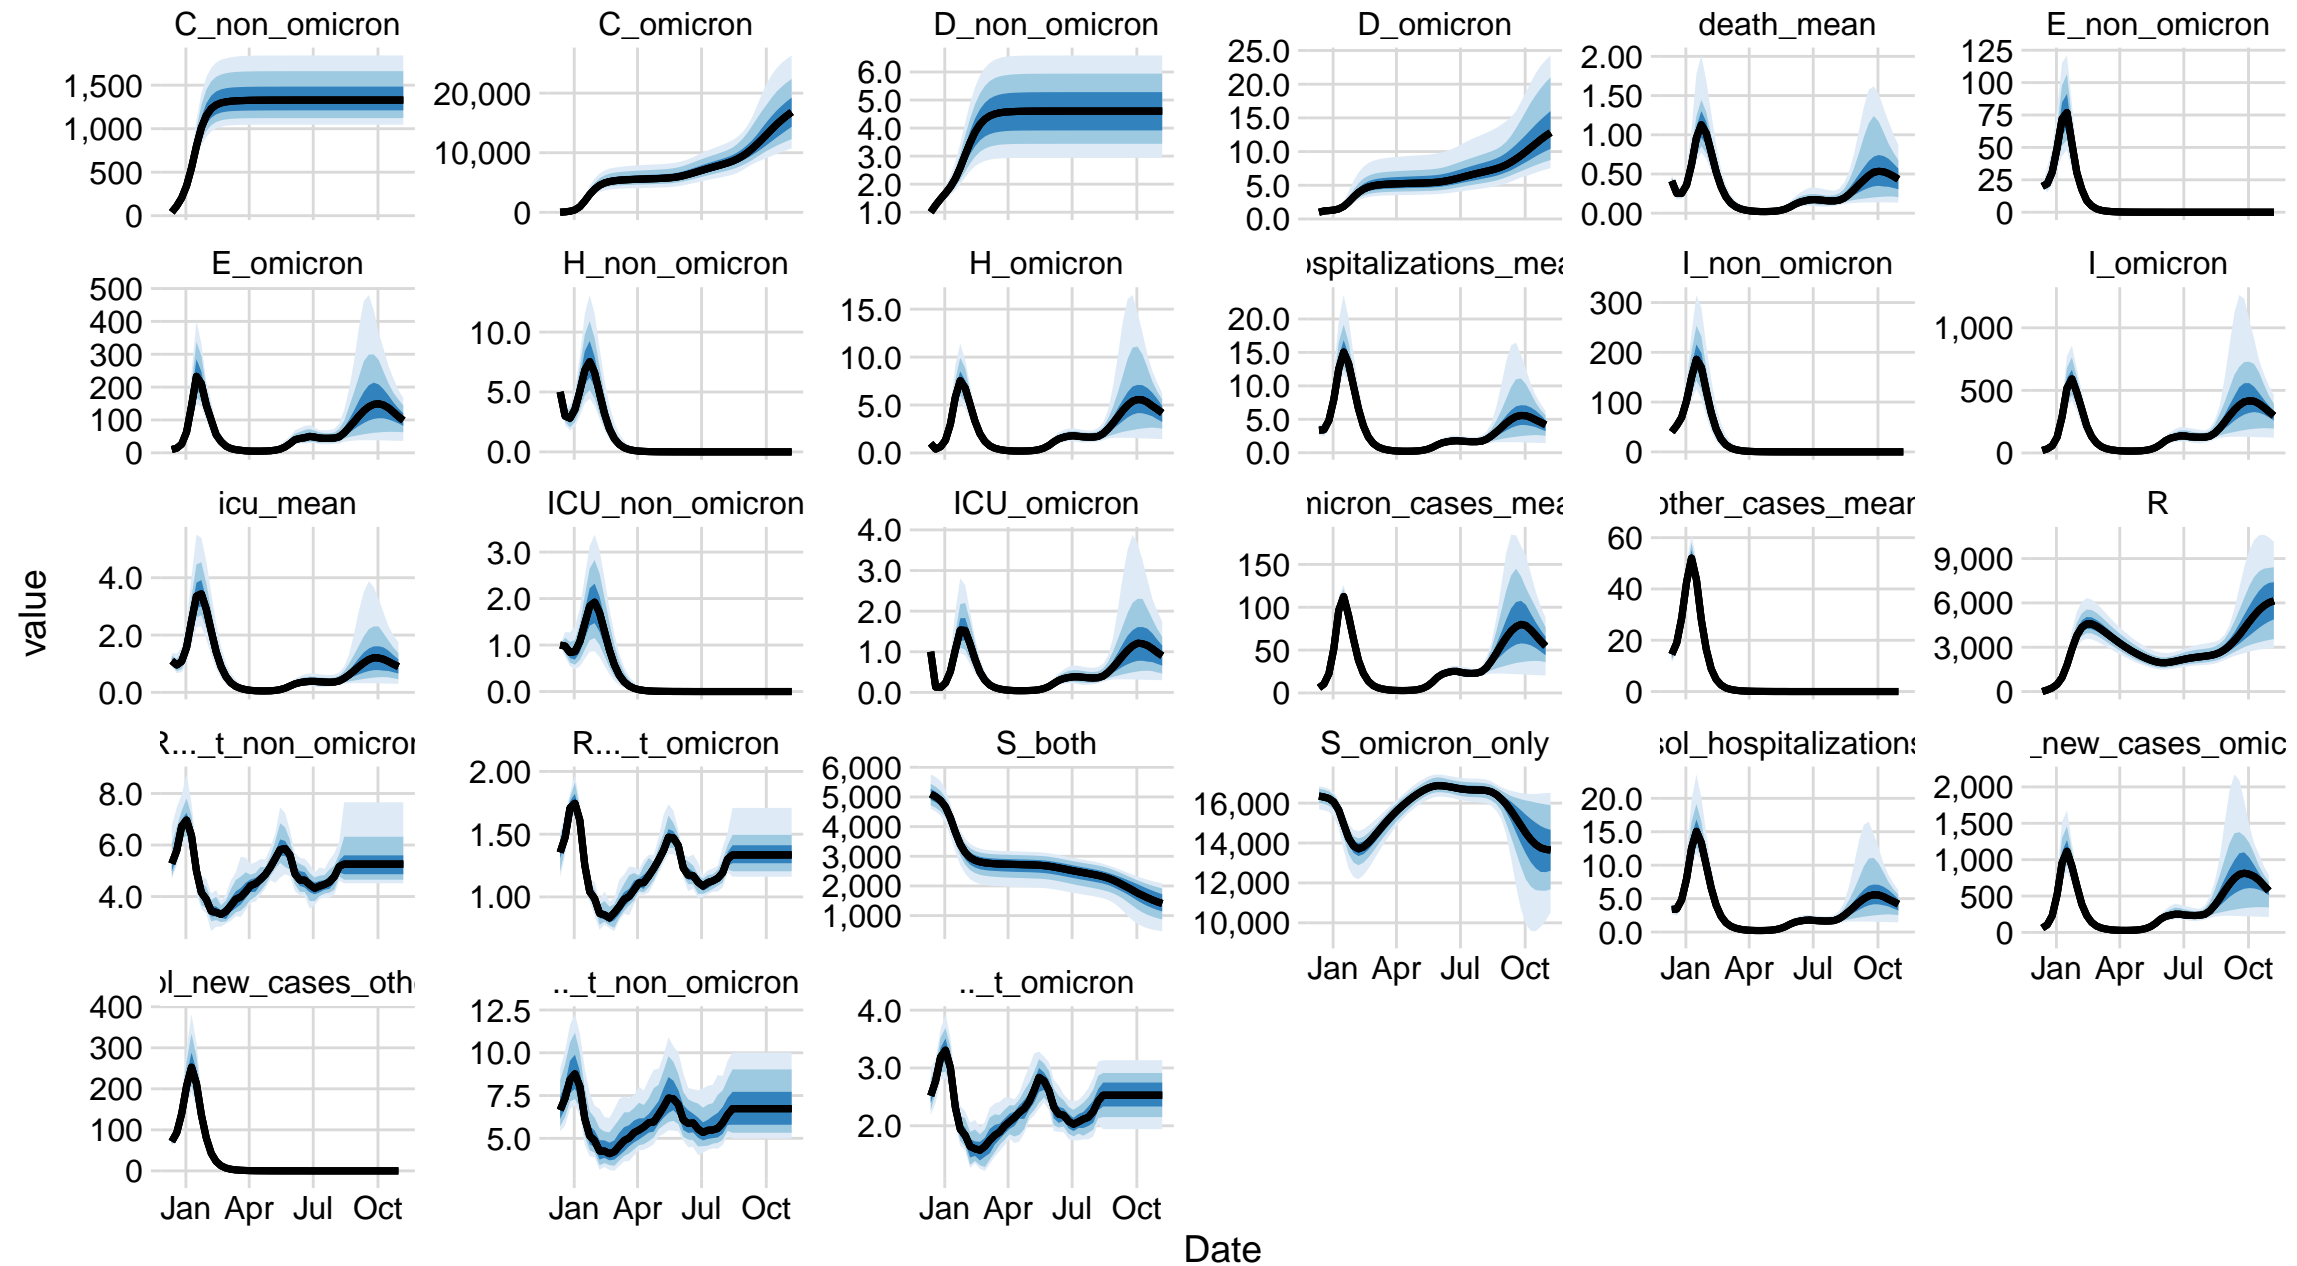 C_non_omicron C_omicron D_non_omicron D_omicron death_mean E_non_omicron
1,500 1,000 500 0
20,000 10,000 0
6.0 5.0 4.0 3.0 2.0 1.0
25.0 20.0 15.0 10.0 5.0 0.0
2.00 1.50 1.00 0.50 0.00
125 100 75 50 25 0
E_omicron H_non_omicron H_omicron ospitalizations_mea I_non_omicron I_omicron
500 400 300 200 100 0
10.0 5.0 0.0
15.0 10.0 5.0 0.0
20.0 15.0 10.0 5.0 0.0
300 200 100 0
1,000 500 0
icu_mean ICU_non_omicron ICU_omicron micron_cases_mea other_cases_mean R
4.0 2.0 0.0
3.0 2.0 1.0 0.0
4.0 3.0 2.0 1.0 0.0
150 100 50 0
60 40 20 0
9,000 6,000 3,000 0
R..._t_non_omicron R..._t_omicron S_both S_omicron_only sol_hospitalizations _new_cases_omic
8.0 6.0 4.0
2.00 1.50 1.00
6,000 5,000 4,000 3,000 2,000 1,000
16,000 14,000 12,000 10,000
20.0 15.0 10.0 5.0 0.0
2,000 1,500 1,000 500 0
Jan Apr Jul Oct Jan Apr Jul Oct Jan Apr Jul Oct
ol_new_cases_oth .._t_non_omicron .._t_omicron
400 300 200 100 0
12.5 10.0 7.5 5.0
4.0 3.0 2.0
Jan Apr Jul Oct Jan Apr Jul Oct Jan Apr Jul Oct
value
Date